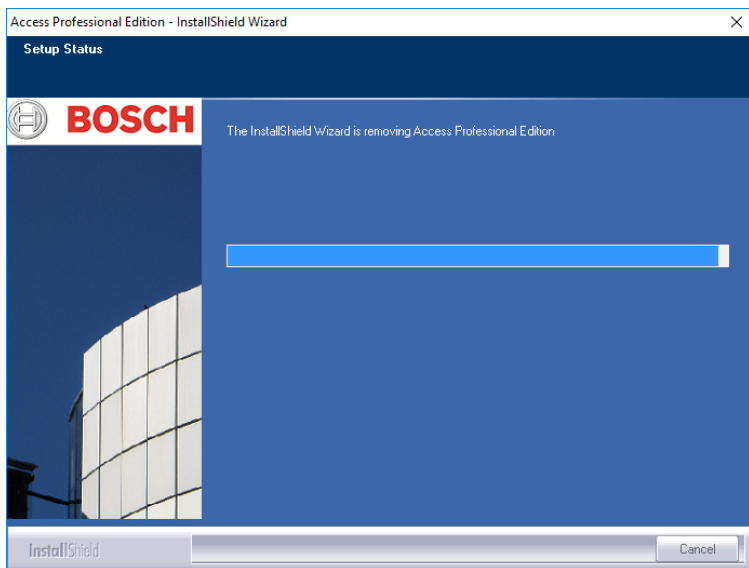 Access Professional Edition - InstallShield Wizard
Setup Status
BOSCH
The InstallShield Wizard is removing Access Professional Edition
InstallShield
Cancel